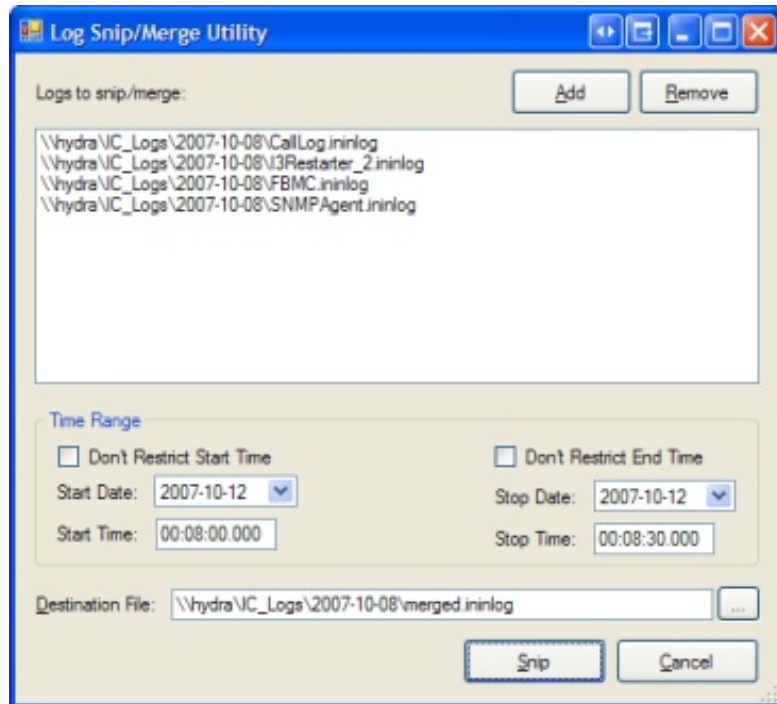 Log Snip/Merge Utility
Logs to snip/merge:
Add
Remove
\\hydra\IC_Logs\2007-10-08\CallLog.ininlog
\\hydra\IC_Logs\2007-10-08\I3Restarter_2.ininlog
\\hydra\IC_Logs\2007-10-08\FBMC.ininlog
\\hydra\IC_Logs\2007-10-08\SNMPAgent.ininlog
Time Range
Don't Restrict Start Time
Don't Restrict End Time
Start Date: 2007-10-12
Stop Date: 2007-10-12
Start Time: 00:08:00.000
Stop Time: 00:08:30.000
Destination File: \\hydra\IC_Logs\2007-10-08\merged.ininlog
...
Snip
Cancel